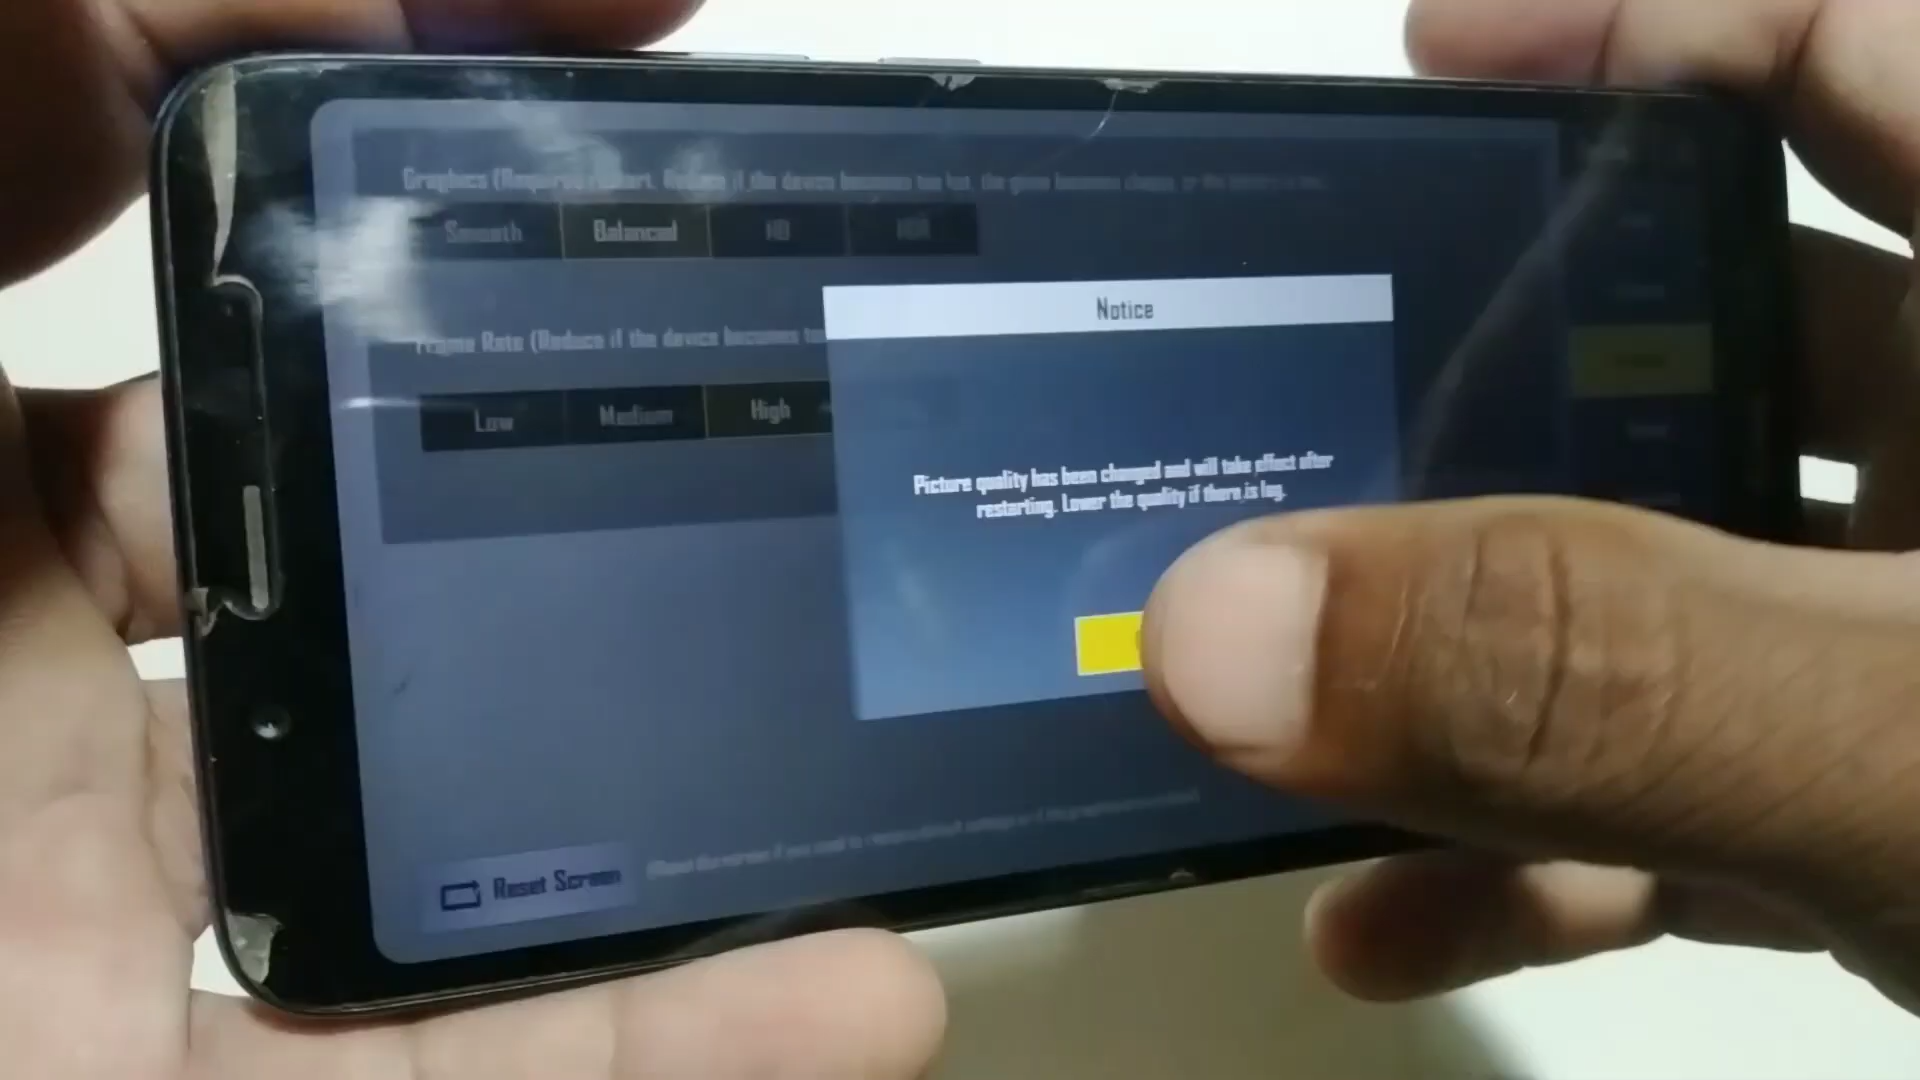 Graphics (Requires restart. Reduce if the device becomes too hot, the game becomes choppy, or the battery is low.
Smooth
Balanced
HD
HDR
Frame Rate (Reduce if the device becomes too
Low
Medium
High
Notice
Picture quality has been changed and will take effect after
restarting. Lower the quality if there is lag.
Reset Screen